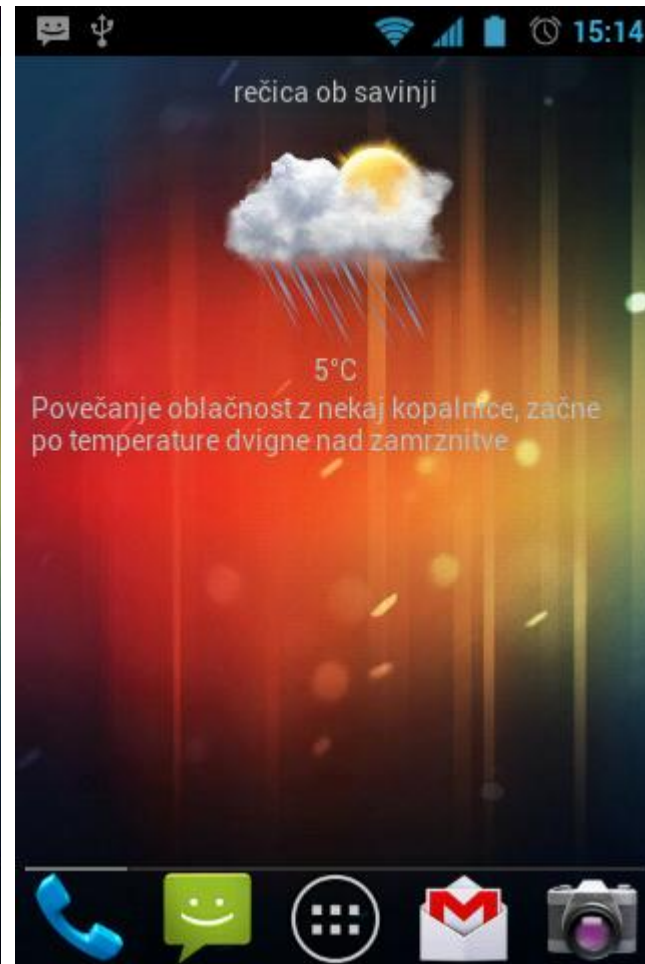 15:14
rečica ob savinji
5°C
Povečanje oblačnost z nekaj kopalnice, začne
po temperature dvigne nad zamrznitve